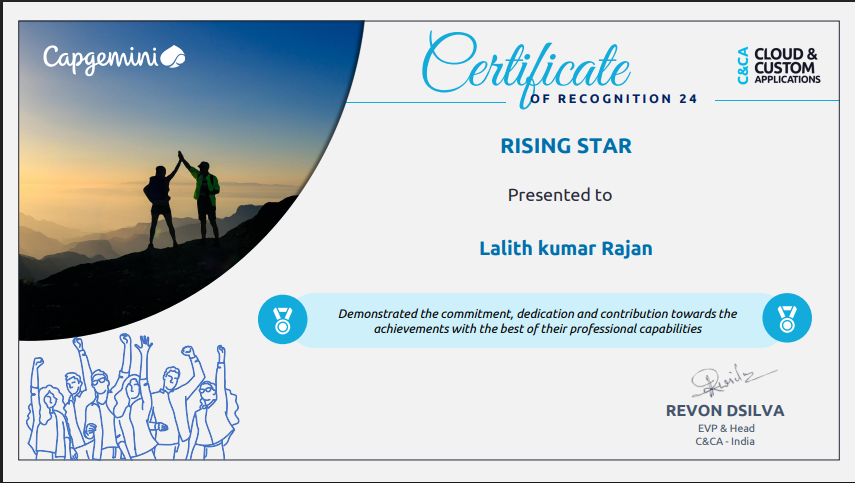 Capgemini
Certificate
OF RECOGNITION 24
C&CA
CLOUD &
CUSTOM
APPLICATIONS
RISING STAR
Presented to
Lalith kumar Rajan
Demonstrated the commitment, dedication and contribution towards the
achievements with the best of their professional capabilities
REVON DSILVA
EVP & Head
C&CA - India